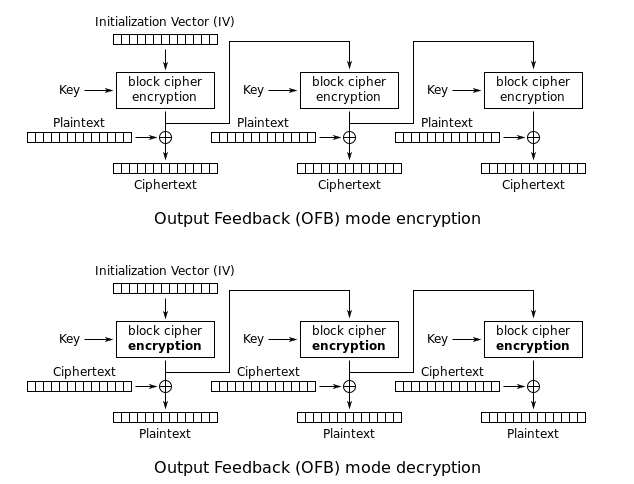 Initialization Vector (IV)
Key
block cipher
encryption
Key
block cipher
encryption
Key
block cipher
encryption
Plaintext
Plaintext
Plaintext
Ciphertext
Ciphertext
Ciphertext
Output Feedback (OFB) mode encryption
Initialization Vector (IV)
Key
block cipher
encryption
Key
block cipher
encryption
Key
block cipher
encryption
Ciphertext
Ciphertext
Ciphertext
Plaintext
Plaintext
Plaintext
Output Feedback (OFB) mode decryption